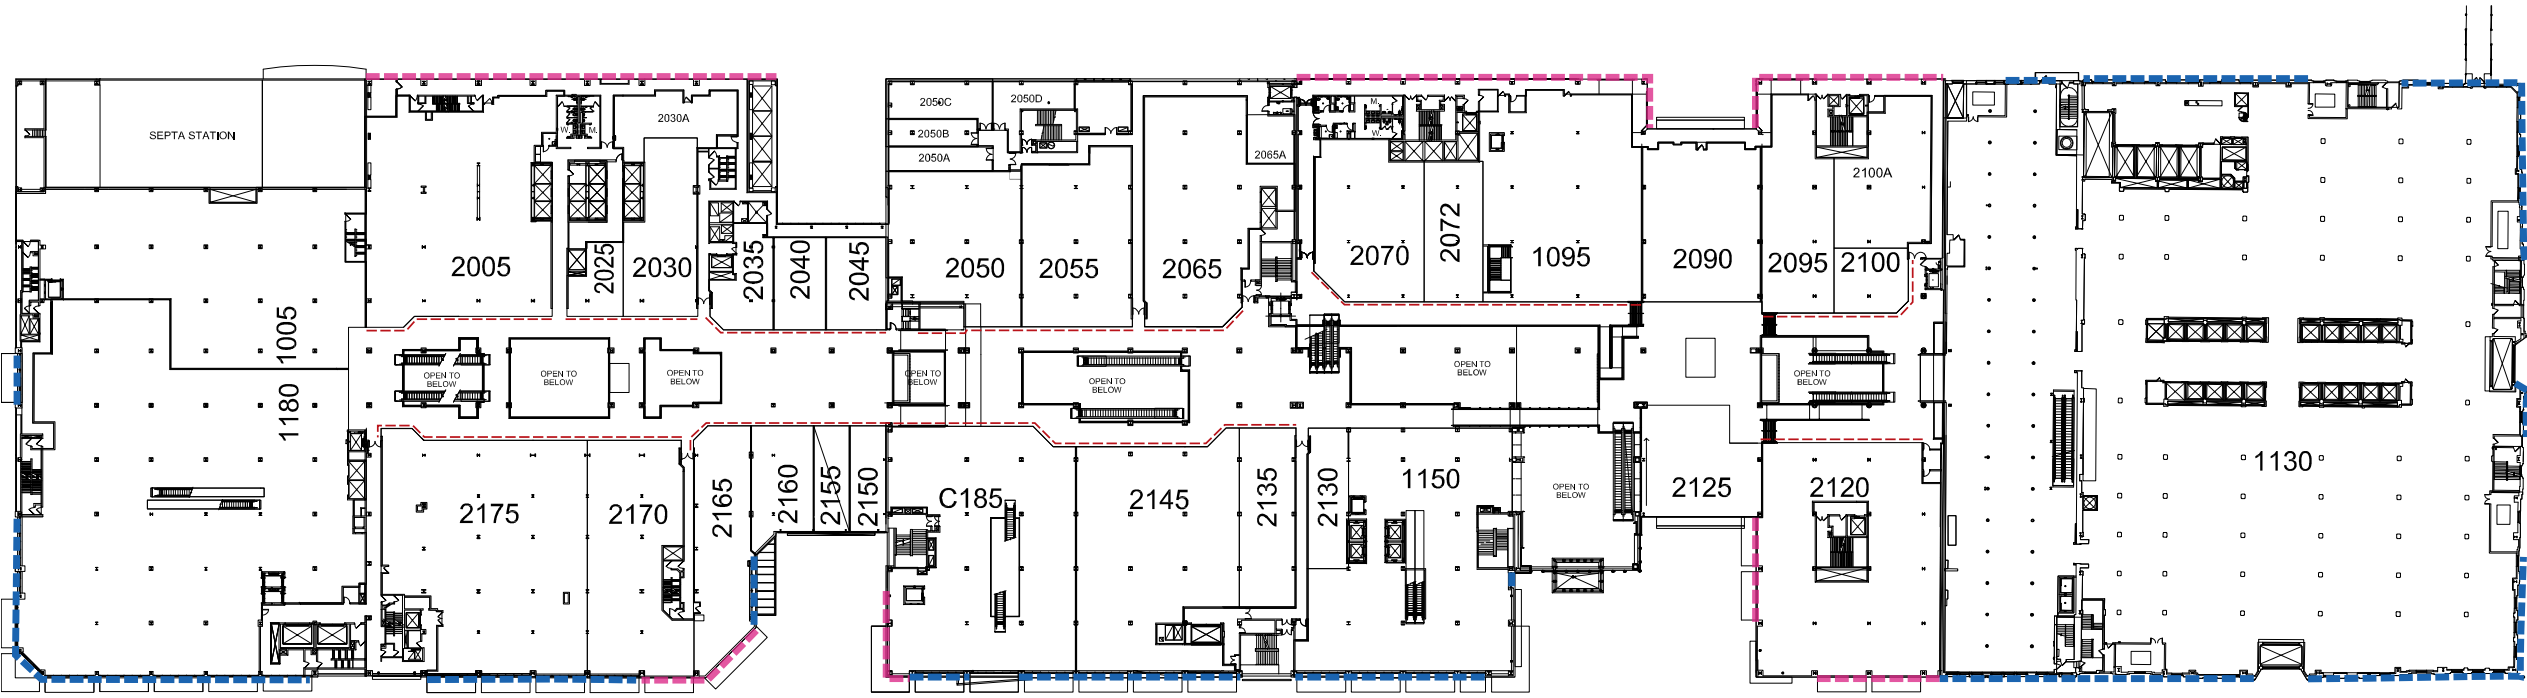 SEPTA STATION
W.
M.
2030A
2050C
2050D
2050B
2050A
2065A
M.
W.
2100A
2005
2025
2030
2035
2040
2045
2050
2055
2065
2070
2072
1095
2090
2095
2100
1005
1180
OPEN TO
BELOW
OPEN TO
BELOW
OPEN TO
BELOW
OPEN TO
BELOW
OPEN TO
BELOW
OPEN TO
BELOW
OPEN TO
BELOW
2175
2170
2165
2160
2155
2150
C185
2145
2135
2130
1150
OPEN TO
BELOW
2125
2120
1130